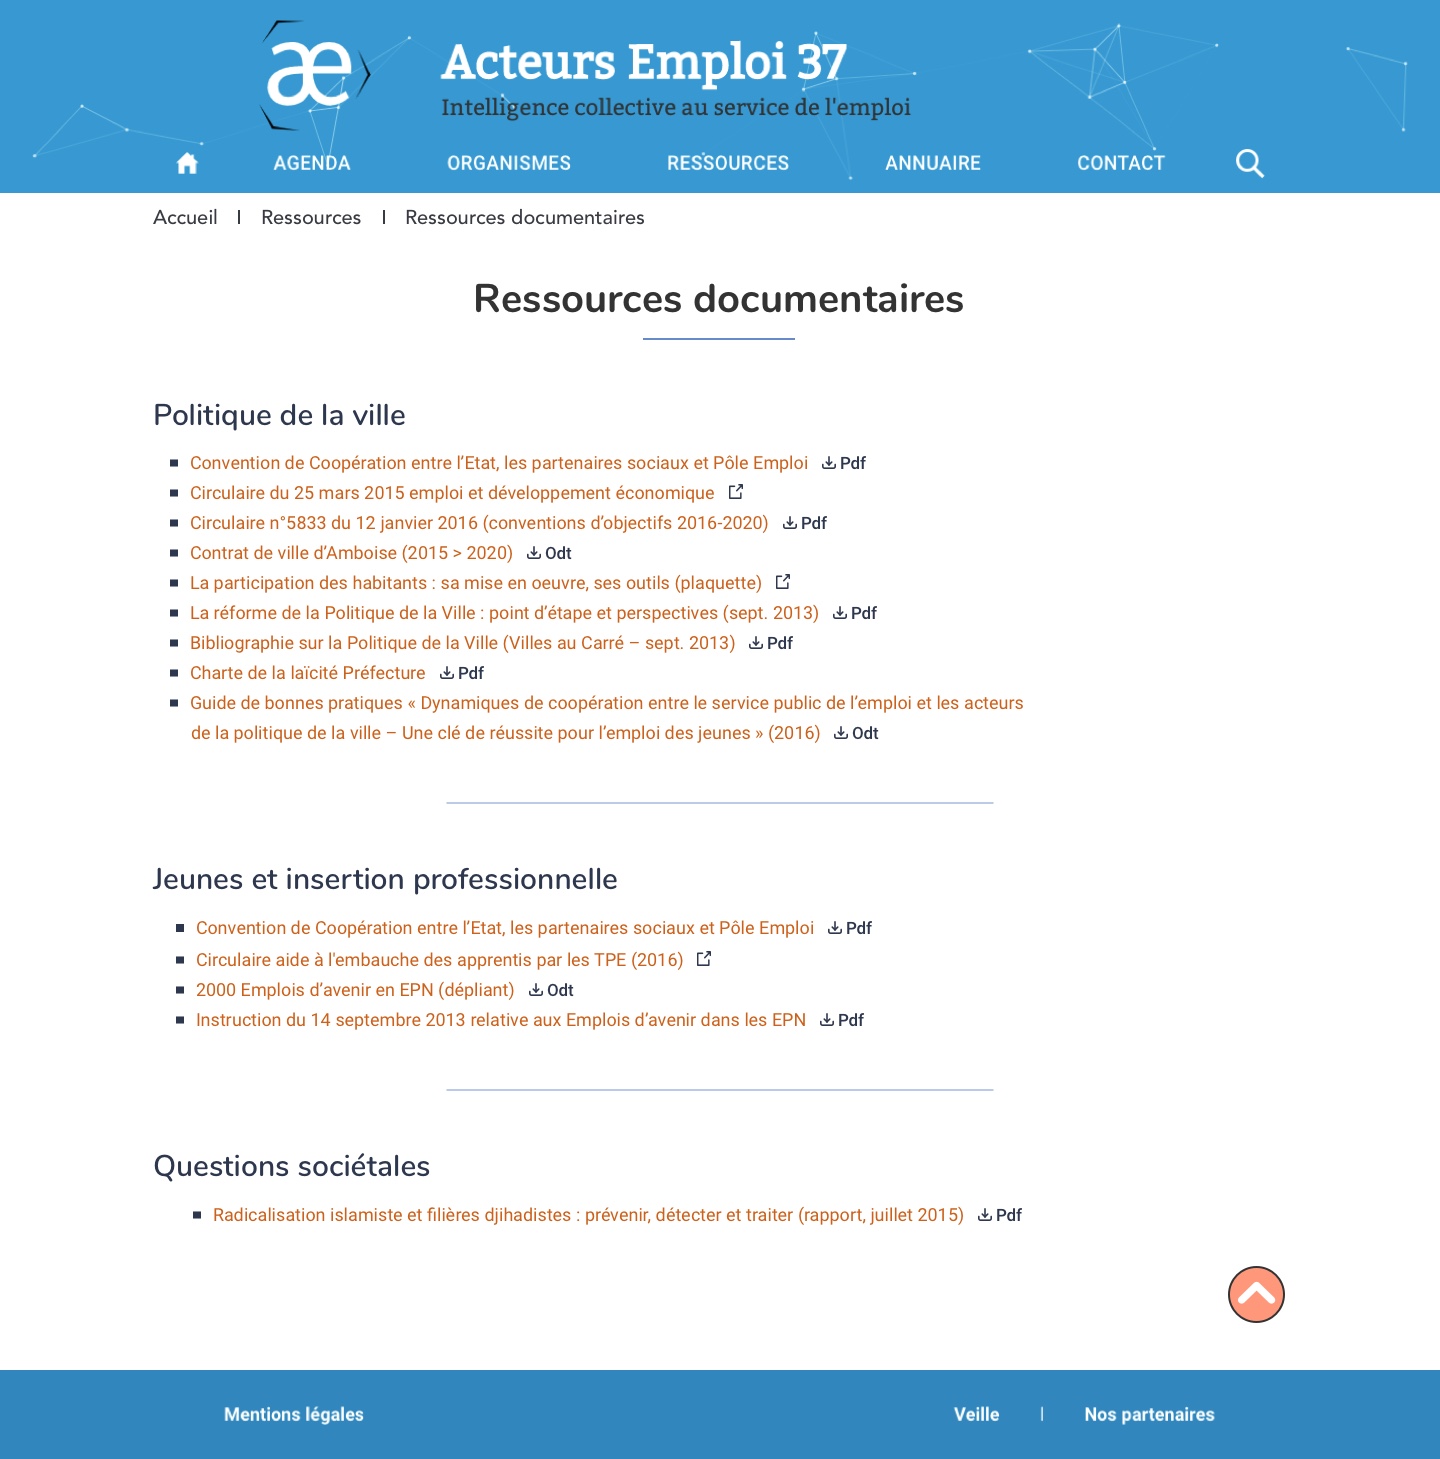 æ
Acteurs Emploi 37
Intelligence collective au service de l'emploi
AGENDA ORGANISMES RESSOURCES ANNUAIRE CONTACT
Accueil | Ressources | Ressources documentaires
Ressources documentaires
Politique de la ville
Convention de Coopération entre l’Etat, les partenaires sociaux et Pôle Emploi Pdf
Circulaire du 25 mars 2015 emploi et développement économique
Circulaire n°5833 du 12 janvier 2016 (conventions d’objectifs 2016-2020) Pdf
Contrat de ville d’Amboise (2015 > 2020) Odt
La participation des habitants : sa mise en oeuvre, ses outils (plaquette)
La réforme de la Politique de la Ville : point d’étape et perspectives (sept. 2013) Pdf
Bibliographie sur la Politique de la Ville (Villes au Carré – sept. 2013) Pdf
Charte de la laïcité Préfecture Pdf
Guide de bonnes pratiques « Dynamiques de coopération entre le service public de l’emploi et les acteurs
de la politique de la ville – Une clé de réussite pour l’emploi des jeunes » (2016) Odt
Jeunes et insertion professionnelle
Convention de Coopération entre l’Etat, les partenaires sociaux et Pôle Emploi Pdf
Circulaire aide à l'embauche des apprentis par les TPE (2016)
2000 Emplois d’avenir en EPN (dépliant) Odt
Instruction du 14 septembre 2013 relative aux Emplois d’avenir dans les EPN Pdf
Questions sociétales
Radicalisation islamiste et filières djihadistes : prévenir, détecter et traiter (rapport, juillet 2015) Pdf
Mentions légales Veille | Nos partenaires